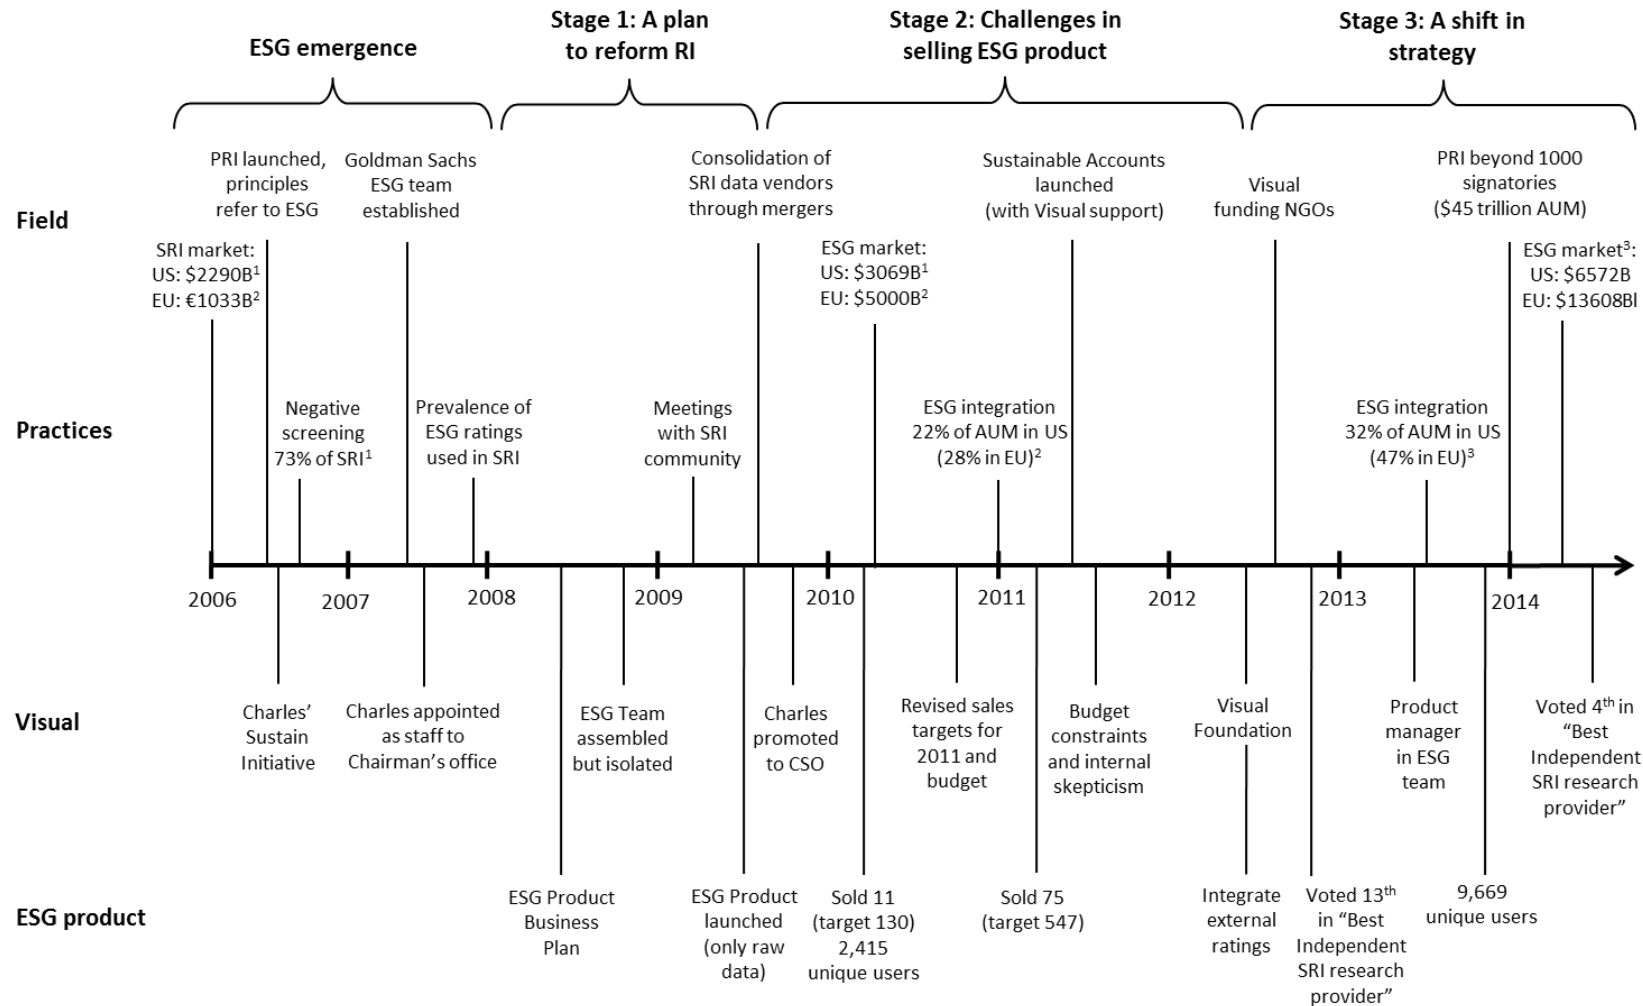 ESG emergence
Stage 1: A plan
to reform RI
Stage 2: Challenges in
selling ESG product
Stage 3: A shift in
strategy
Field
PRI launched,
principles
refer to ESG
Goldman Sachs
ESG team
established
Consolidation of
SRI data vendors
through mergers
Sustainable Accounts
launched
(with Visual support)
Visual
funding NGOs
PRI beyond 1000
signatories
($45 trillion AUM)
SRI market:
US: $2290B¹
EU: €1033B²
ESG market:
US: $3069B¹
EU: $5000B²
ESG market³:
US: $6572B
EU: $13608Bl
Practices
Negative
screening
73% of SRI¹
Prevalence of
ESG ratings
used in SRI
Meetings
with SRI
community
ESG integration
22% of AUM in US
(28% in EU)²
ESG integration
32% of AUM in US
(47% in EU)³
2006
2007
2008
2009
2010
2011
2012
2013
2014
Visual
Charles’
Sustain
Initiative
Charles appointed
as staff to
Chairman’s office
ESG Team
assembled
but isolated
Charles
promoted
to CSO
Revised sales
targets for
2011 and
budget
Budget
constraints
and internal
skepticism
Visual
Foundation
Product
manager
in ESG
team
Voted 4th in
“Best
Independent
SRI research
provider”
ESG product
ESG Product
Business
Plan
ESG Product
launched
(only raw
data)
Sold 11
(target 130)
2,415
unique users
Sold 75
(target 547)
Integrate
external
ratings
Voted 13th
in “Best
Independent
SRI research
provider”
9,669
unique users